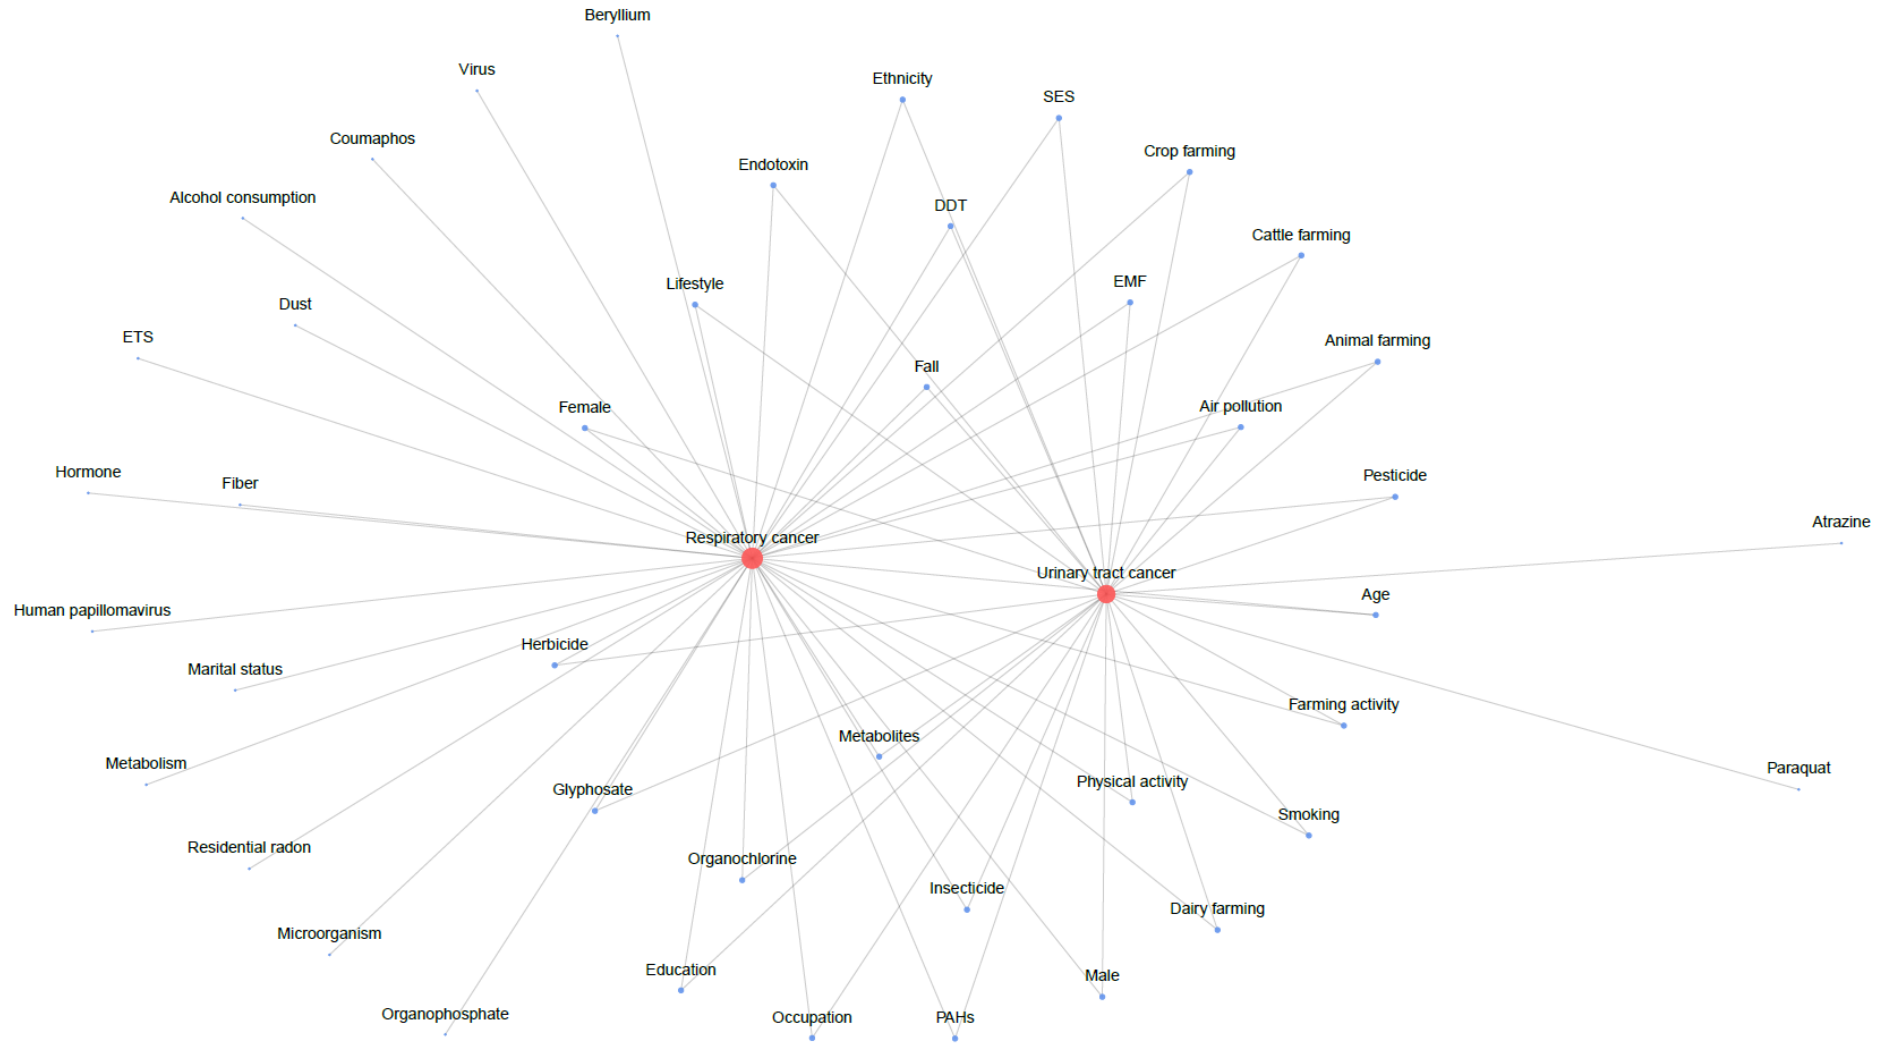 Beryllium
Virus
Ethnicity
SES
Coumaphos
Crop farming
Endotoxin
Alcohol consumption
DDT
Cattle farming
Lifestyle
EMF
Dust
ETS
Animal farming
Fall
Female
Air pollution
Hormone
Fiber
Pesticide
Atrazine
Respiratory cancer
Urinary tract cancer
Age
Human papillomavirus
Herbicide
Marital status
Farming activity
Metabolites
Metabolism
Paraquat
Physical activity
Glyphosate
Smoking
Residential radon
Organochlorine
Insecticide
Dairy farming
Microorganism
Education
Male
Organophosphate
Occupation
PAHs